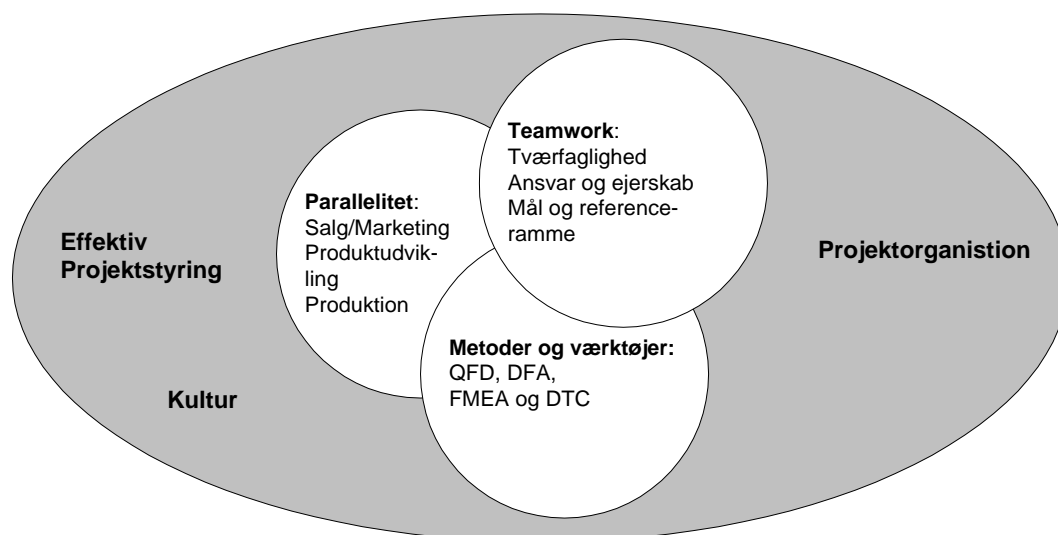 Teamwork:
Tværfaglighed
Ansvar og ejerskab
Mål og reference-
ramme
Parallelitet:
Salg/Marketing
Produktudvik-
ling
Produktion
Effektiv
Projektstyring
Projektorganistion
Metoder og værktøjer:
QFD, DFA,
FMEA og DTC
Kultur